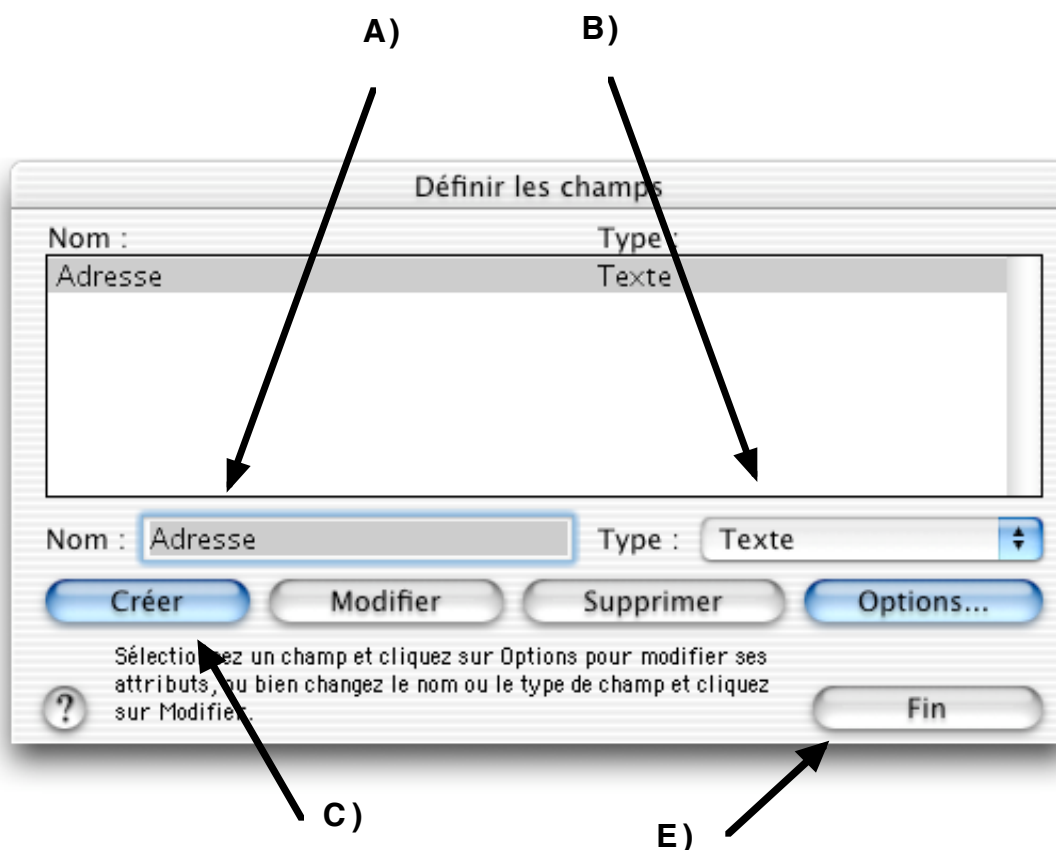 A) B)
Définir les champs
Nom : Type :
Adresse Texte
Nom : Adresse Type : Texte
Créer Modifier Supprimer Options...
Sélectionnez un champ et cliquez sur Options pour modifier ses
attributs, ou bien changez le nom ou le type de champ et cliquez
sur Modifier.
? Fin
C) E)